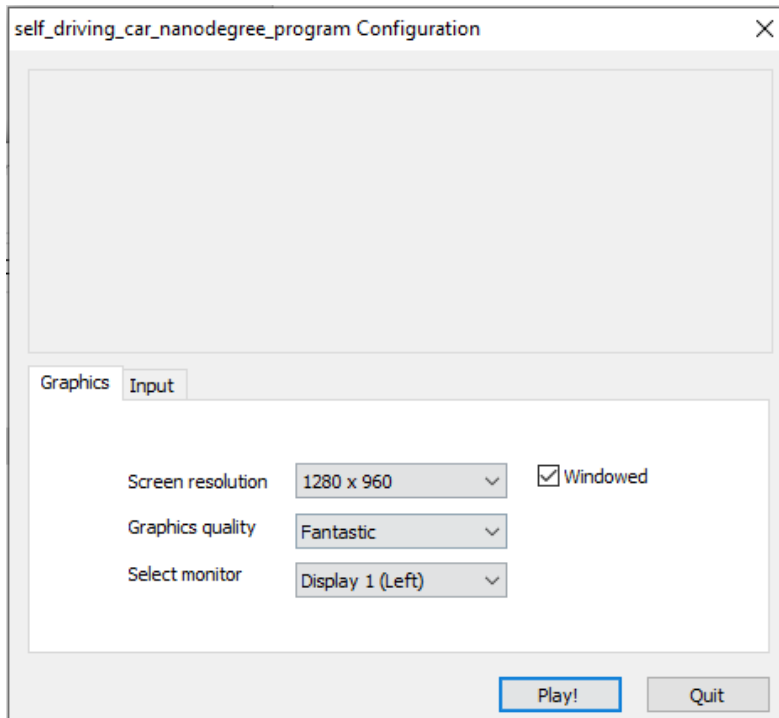 self_driving_car_nanodegree_program Configuration
Graphics Input
Screen resolution 1280 x 960 Windowed
Graphics quality Fantastic
Select monitor Display 1 (Left)
Play! Quit